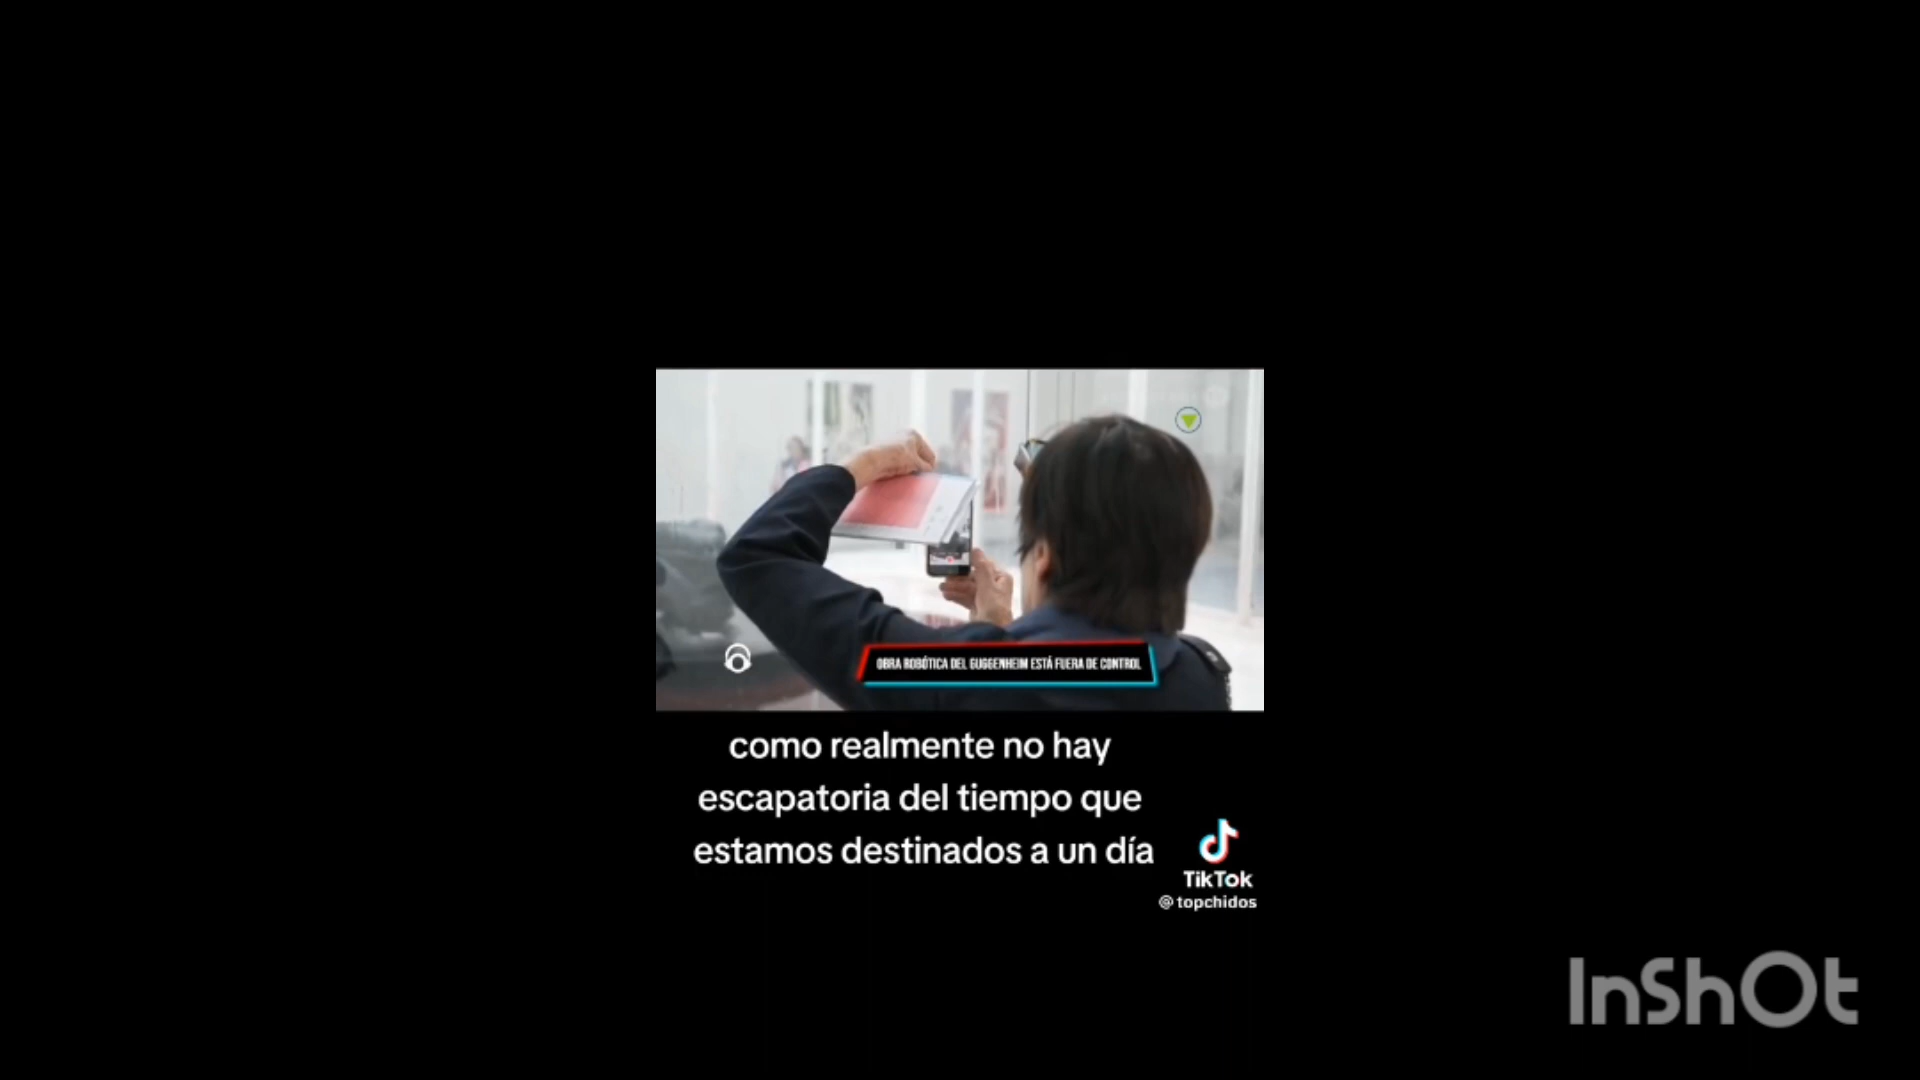 OBRA ROBÓTICA DEL GUGGENHEIM ESTÁ FUERA DE CONTROL
como realmente no hay
escapatoria del tiempo que
estamos destinados a un día
TikTok
@topchidos
InShOt